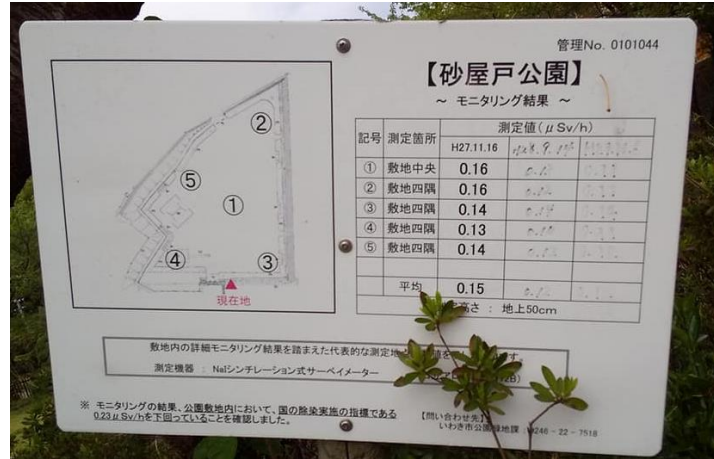 管理No. 0101044
【砂屋戸公園】
～ モニタリング結果 ～
記号 測定箇所 測定値(μSv/h)
H27.11.16
① 敷地中央 0.16
② 敷地四隅 0.16
③ 敷地四隅 0.14
④ 敷地四隅 0.13
⑤ 敷地四隅 0.14
平均 0.15
高さ : 地上50cm
②
⑤
①
④
③
現在地
敷地内の詳細モニタリング結果を踏まえた代表的な測定地
測定機器 : NaIシンチレーション式サーベイメーター
※ モニタリングの結果、公園敷地内において、国の除染実施の指標である
0.23μSv/hを下回っていることを確認しました。
【問い合わせ先】
いわき市公園緑地課 : 0246-22-7518